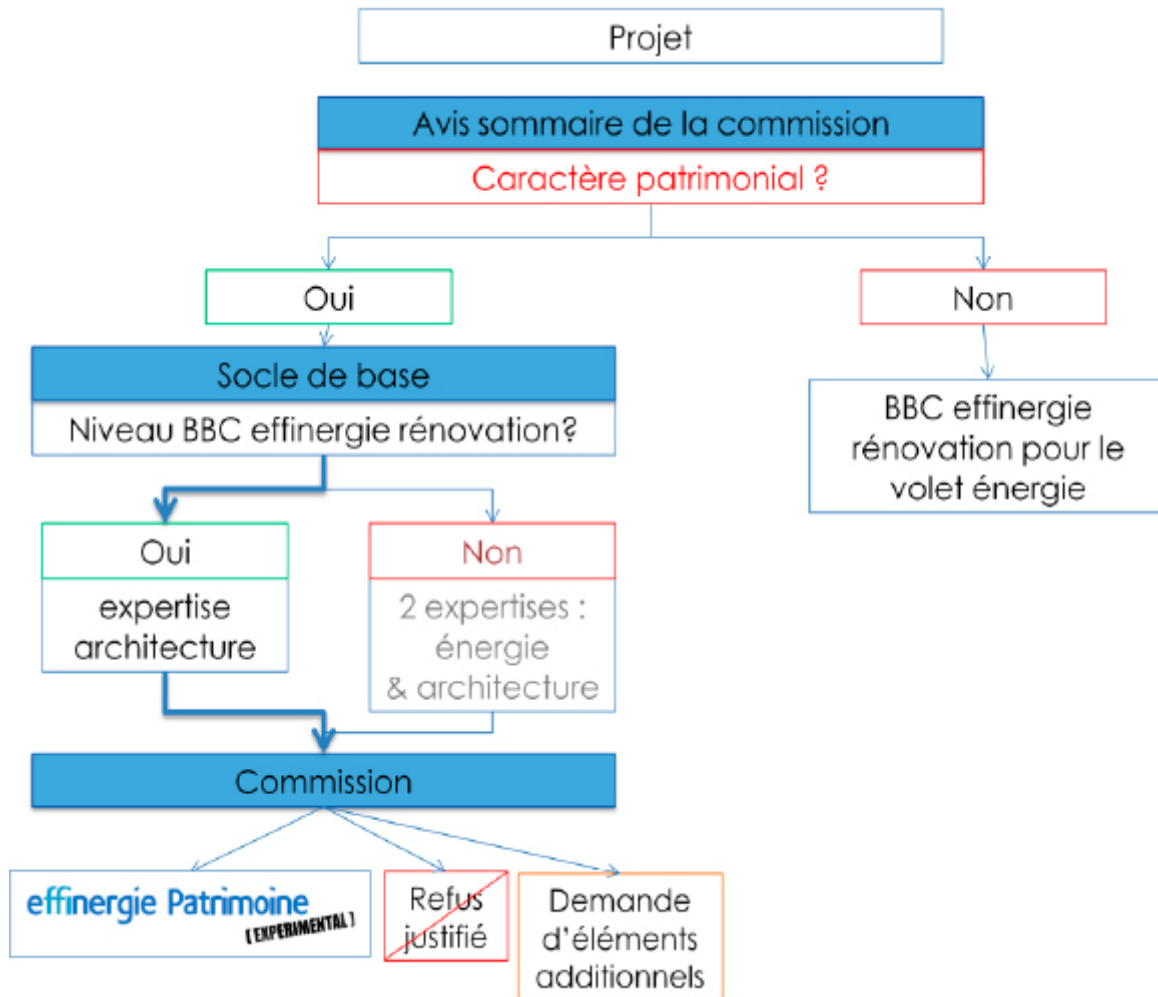 Projet
Avis sommaire de la commission
Caractère patrimonial ?
Oui
Non
Socle de base
Niveau BBC effinergie rénovation?
BBC effinergie
rénovation pour le
volet énergie
Oui
Non
expertise
architecture
2 expertises :
énergie
& architecture
Commission
effinergie Patrimoine
[EXPERIMENTAL]
Refus
justifié
Demande
d'éléments
additionnels